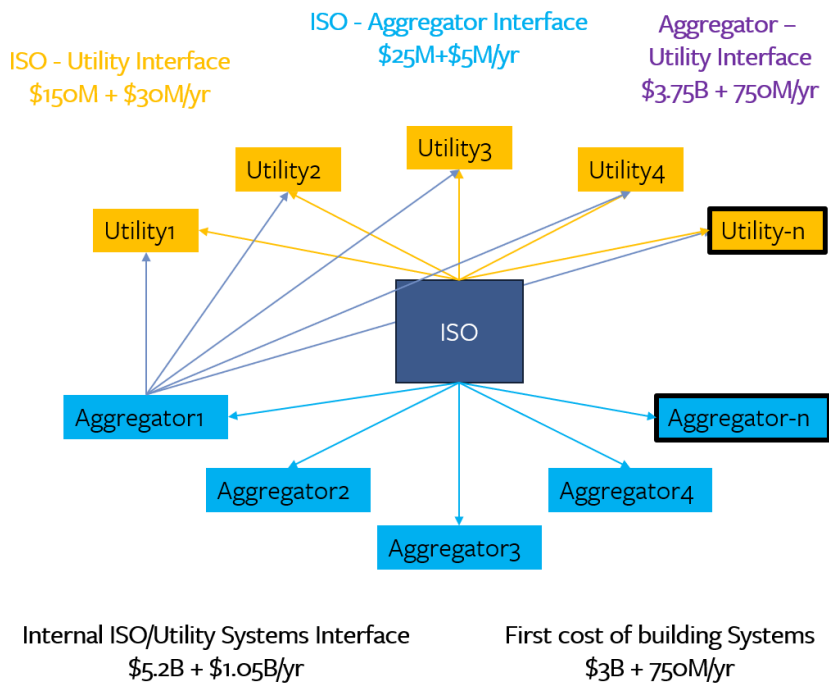 ISO - Aggregator Interface
$25M+$5M/yr
Aggregator –
Utility Interface
$3.75B + 750M/yr
ISO - Utility Interface
$150M + $30M/yr
Utility3
Utility2
Utility4
Utility1
Utility-n
ISO
Aggregator1
Aggregator-n
Aggregator2
Aggregator4
Aggregator3
Internal ISO/Utility Systems Interface
$5.2B + $1.05B/yr
First cost of building Systems
$3B + 750M/yr